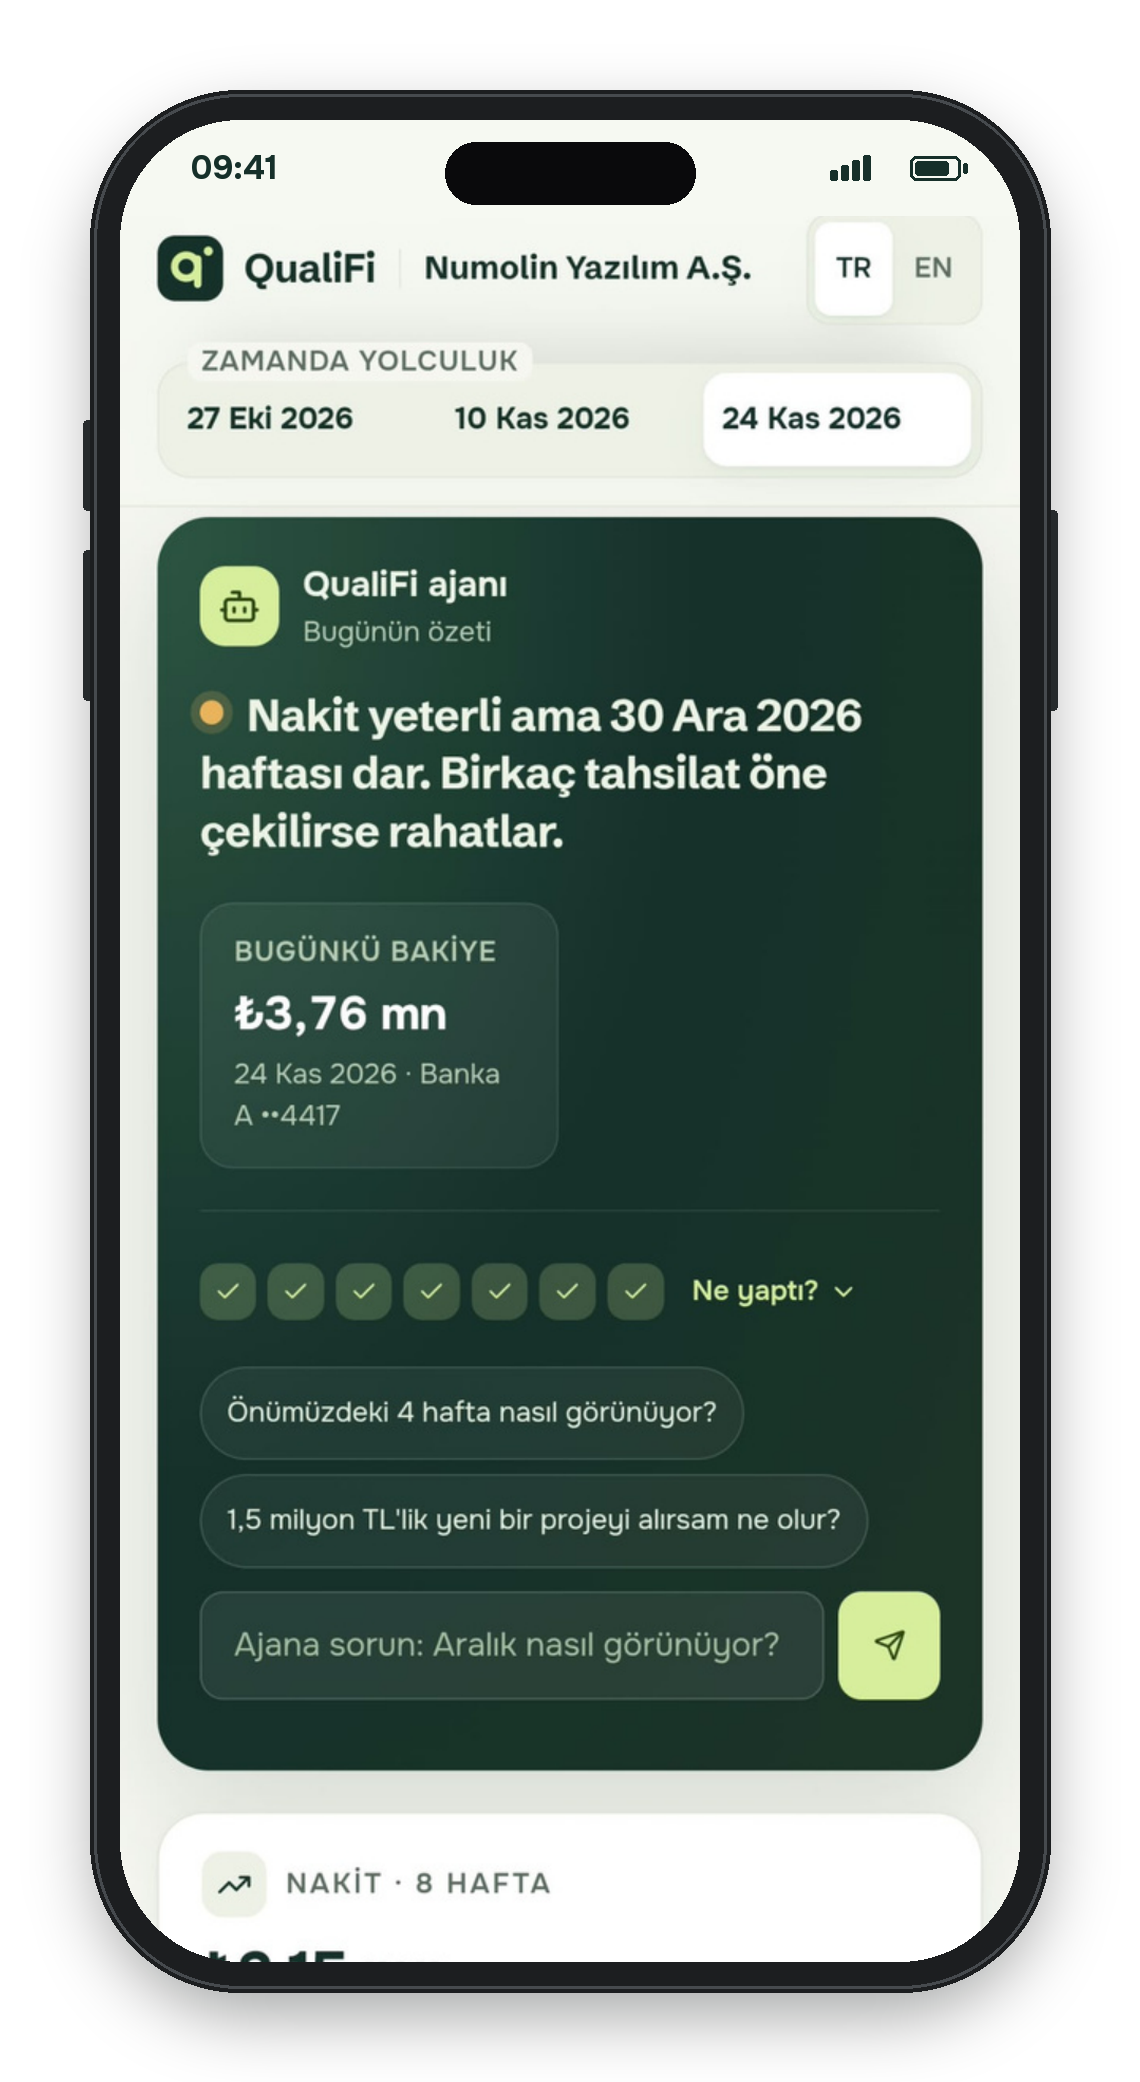 09:41
QualiFi
Numolin Yazılım A.Ş.
TR
EN
ZAMANDA YOLCULUK
27 Eki 2026
10 Kas 2026
24 Kas 2026
QualiFi ajanı
Bugünün özeti
Nakit yeterli ama 30 Ara 2026
haftası dar. Birkaç tahsilat öne
çekilirse rahatlar.
BUGÜNKÜ BAKİYE
₺3,76 mn
24 Kas 2026 · Banka
A ••4417
Ne yaptı?
Önümüzdeki 4 hafta nasıl görünüyor?
1,5 milyon TL'lik yeni bir projeyi alırsam ne olur?
Ajana sorun: Aralık nasıl görünüyor?
NAKİT · 8 HAFTA